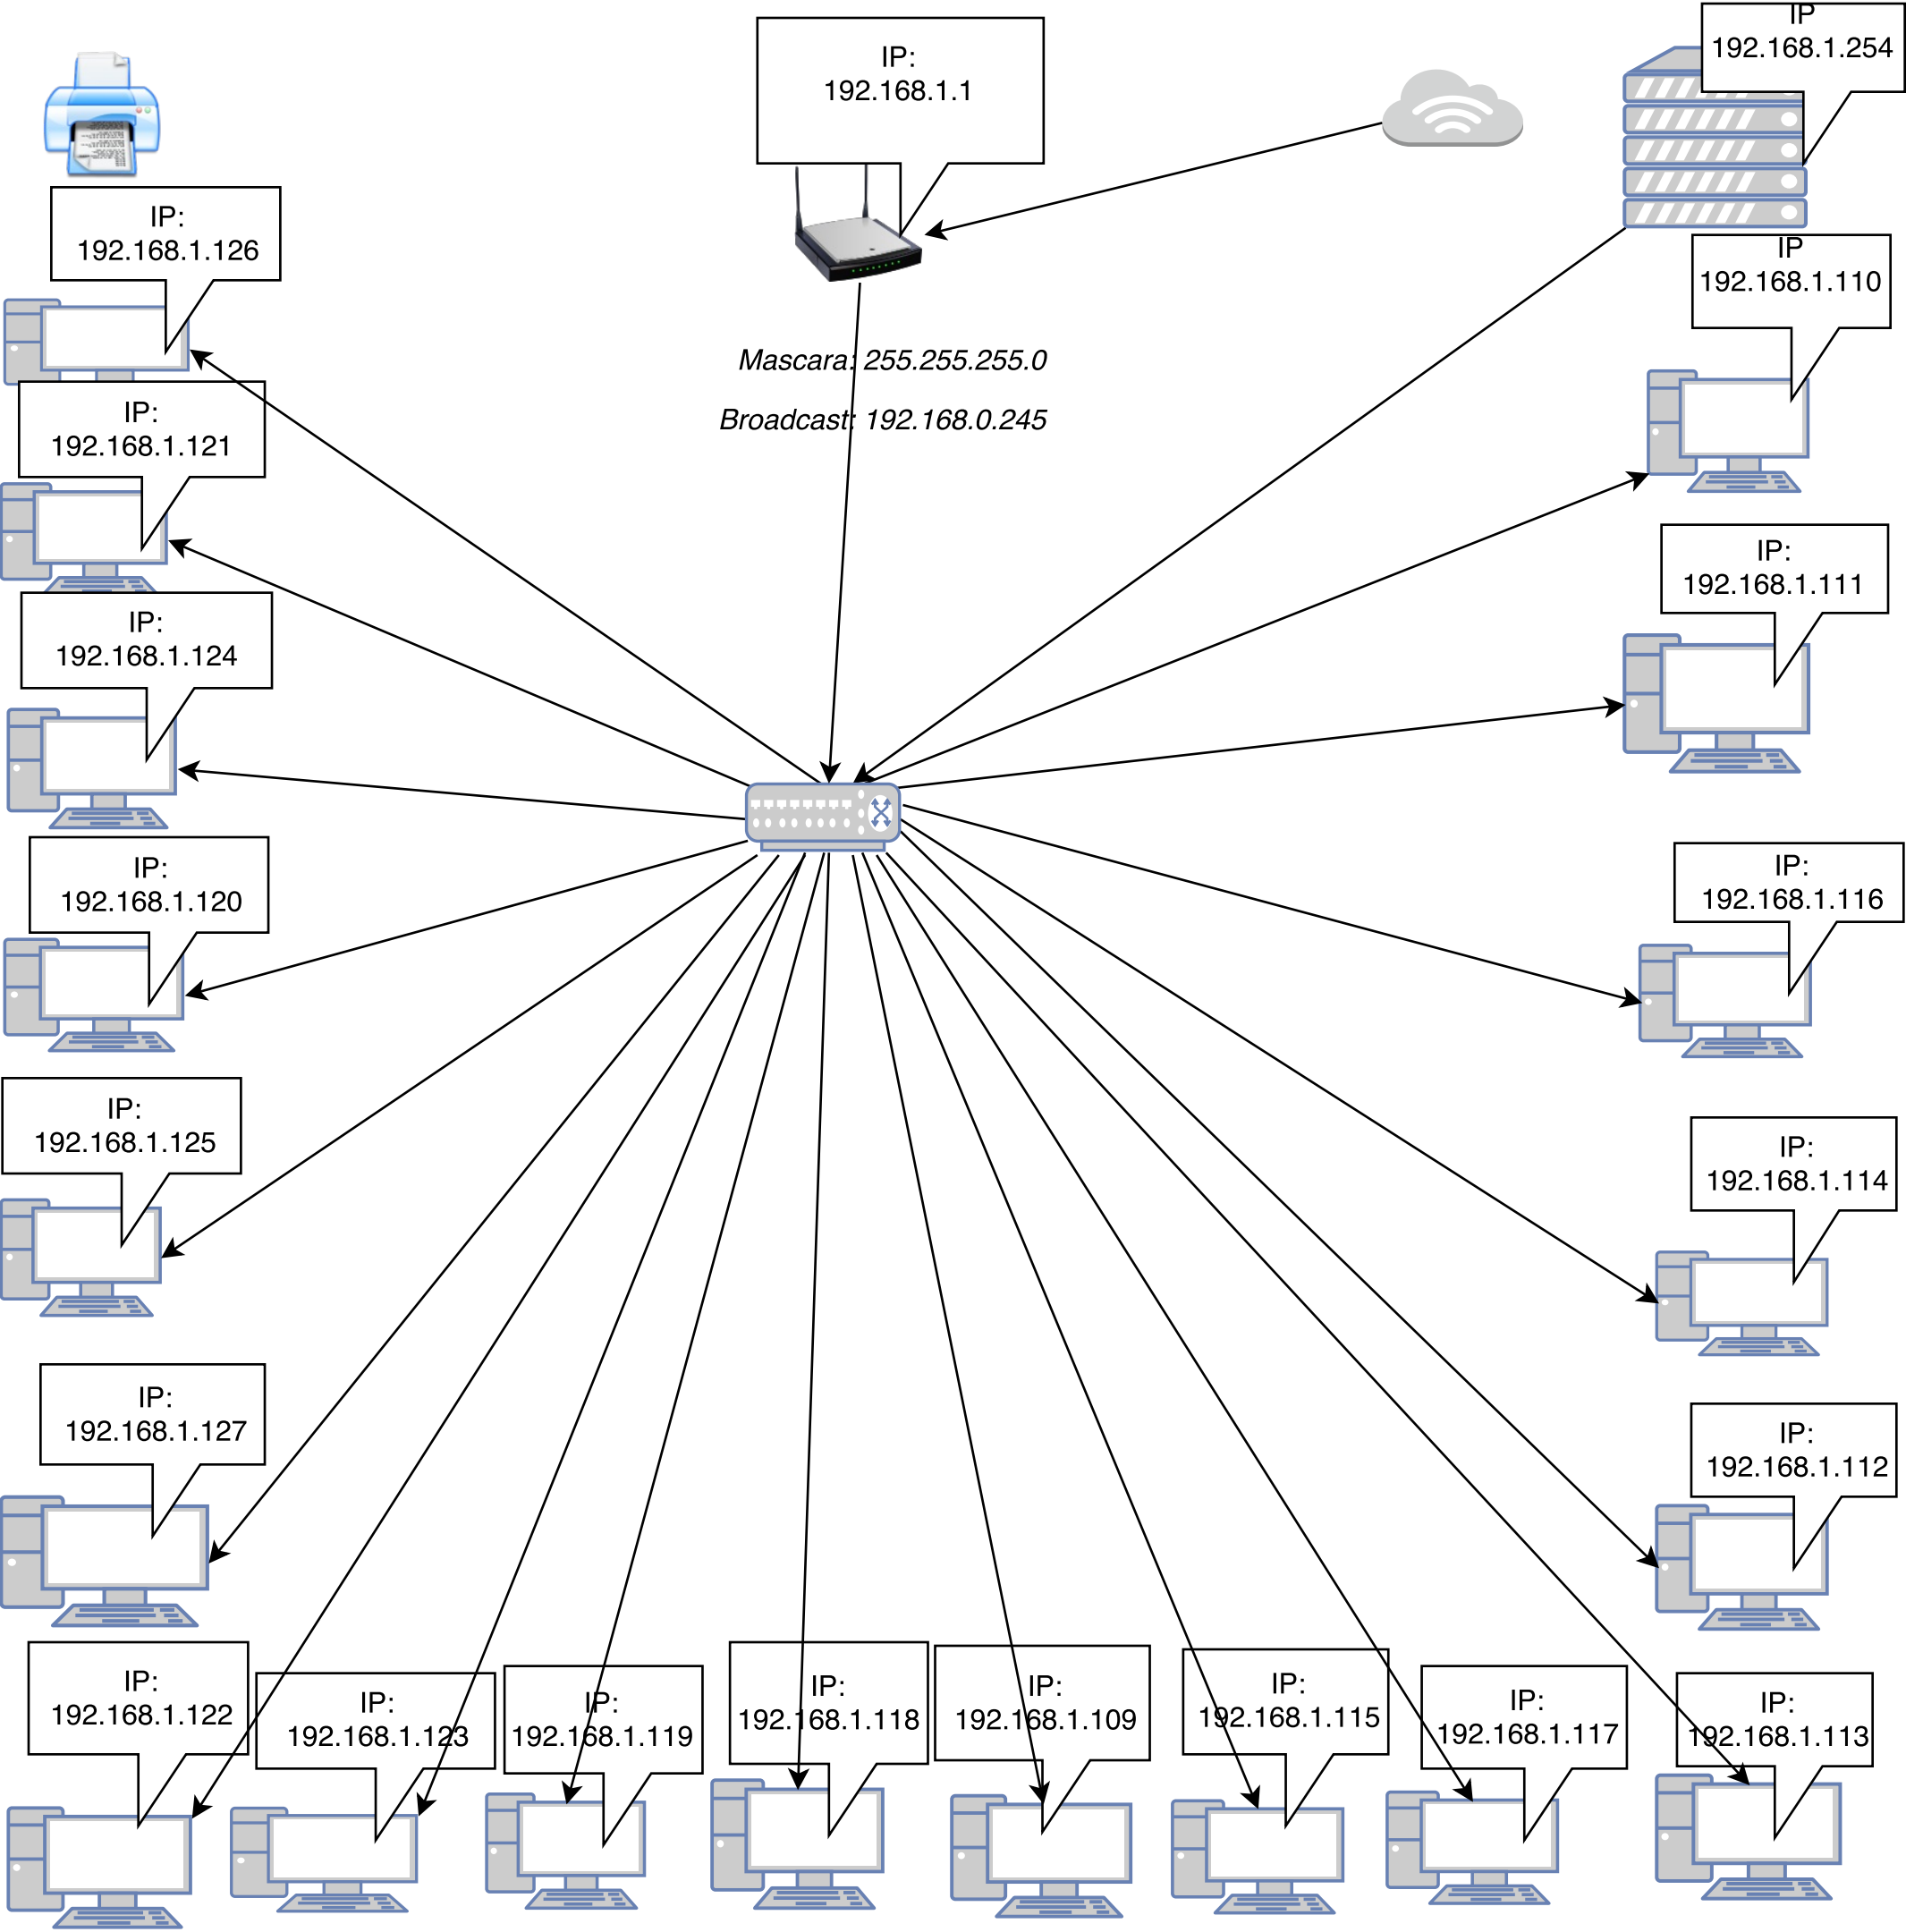 IP:
192.168.1.1
IP
192.168.1.254
IP:
192.168.1.126
IP
192.168.1.110
Mascara: 255.255.255.0
Broadcast: 192.168.0.245
IP:
192.168.1.121
IP:
192.168.1.111
IP:
192.168.1.124
IP:
192.168.1.120
IP:
192.168.1.116
IP:
192.168.1.125
IP:
192.168.1.114
IP:
192.168.1.127
IP:
192.168.1.112
IP:
192.168.1.122
IP:
192.168.1.123
IP:
192.168.1.119
IP:
192.168.1.118
IP:
192.168.1.109
IP:
192.168.1.115
IP:
192.168.1.117
IP:
192.168.1.113